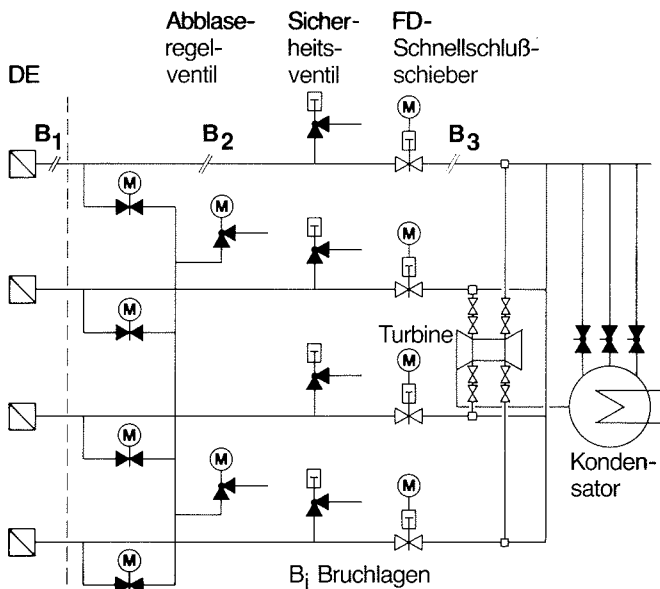 Abblase-
regel-
ventil
Sicher-
heits-
ventil
FD-
Schnellschluß-
schieber
DE
B1
B2
B3
M
T
M
M
M
T
M
T
Turbine
M
M
T
M
T
M
M
T
M
T
Konden-
sator
M
Bi Bruchlagen